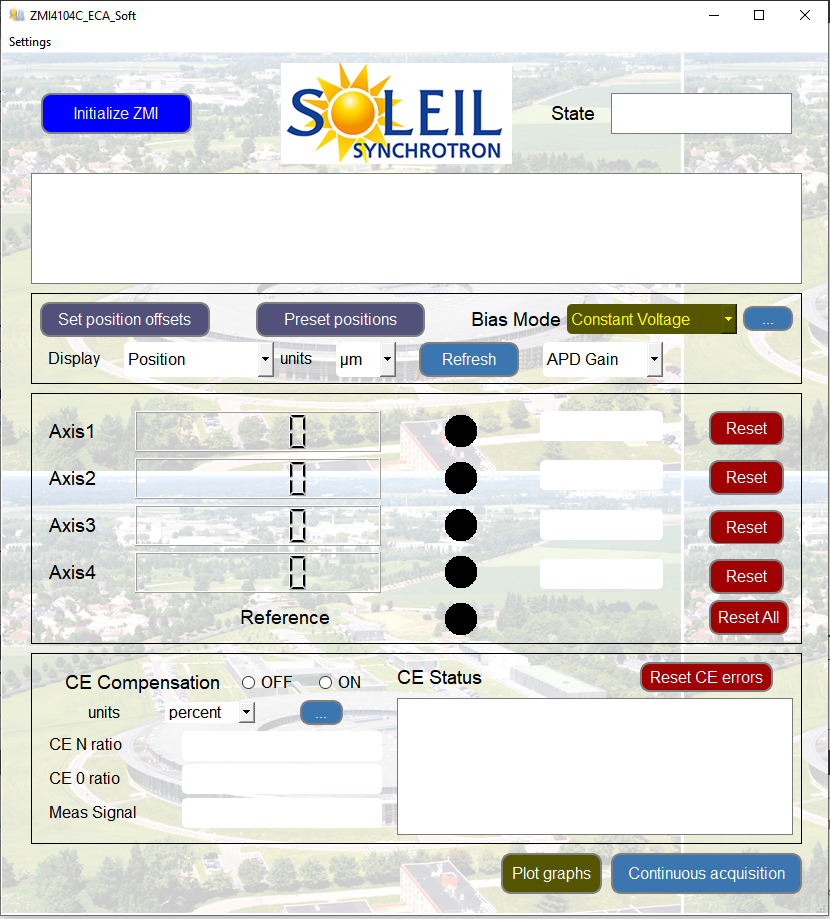 ZMI4104C_ECA_Soft
Settings
Initialize ZMI
SOLEIL
SYNCHROTRON
State
Set position offsets
Preset positions
Bias Mode
Constant Voltage
...
Display
Position
units
µm
Refresh
APD Gain
Axis1
0
Reset
Axis2
0
Reset
Axis3
0
Reset
Axis4
0
Reset
Reference
Reset All
CE Compensation
OFF
ON
CE Status
Reset CE errors
units
percent
...
CE N ratio
CE 0 ratio
Meas Signal
Plot graphs
Continuous acquisition